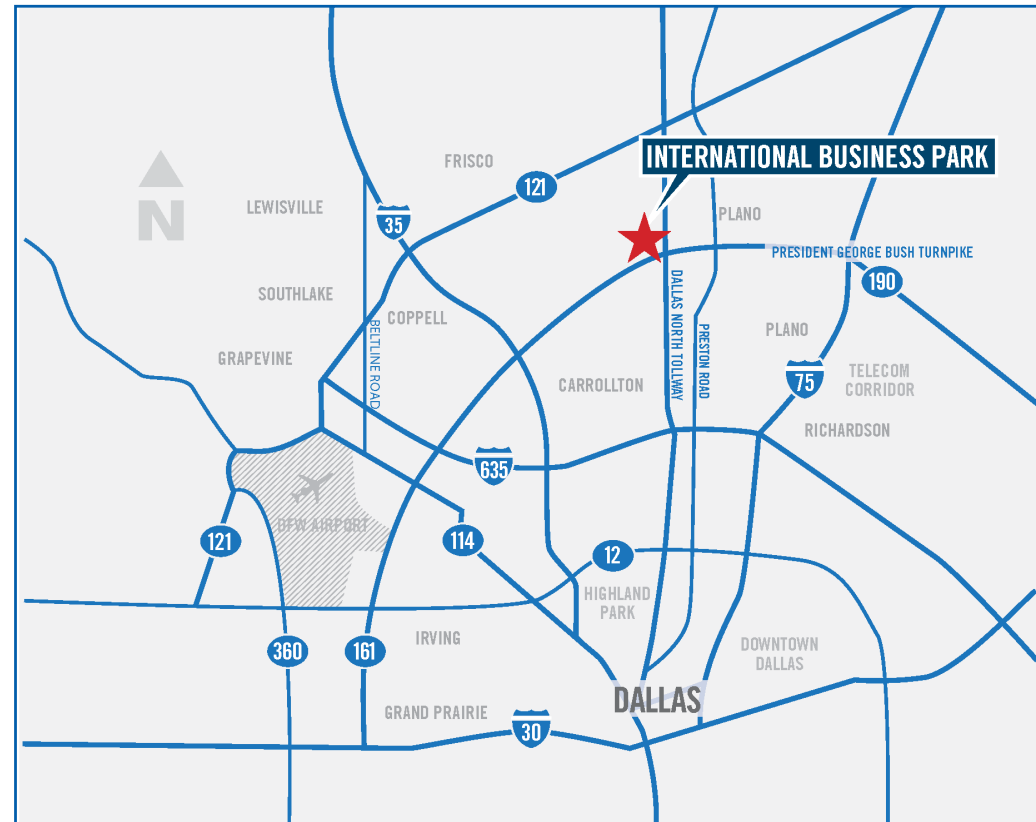 FRISCO
121
INTERNATIONAL BUSINESS PARK
N
LEWISVILLE
35
PLANO
PRESIDENT GEORGE BUSH TURNPIKE
190
SOUTHLAKE
COPPELL
BELTLINE ROAD
DALLAS NORTH TOLLWAY
PRESTON ROAD
PLANO
GRAPEVINE
CARROLLTON
75
TELECOM
CORRIDOR
RICHARDSON
635
DFW AIRPORT
121
114
12
HIGHLAND
PARK
IRVING
360
161
DOWNTOWN
DALLAS
DALLAS
GRAND PRAIRIE
30